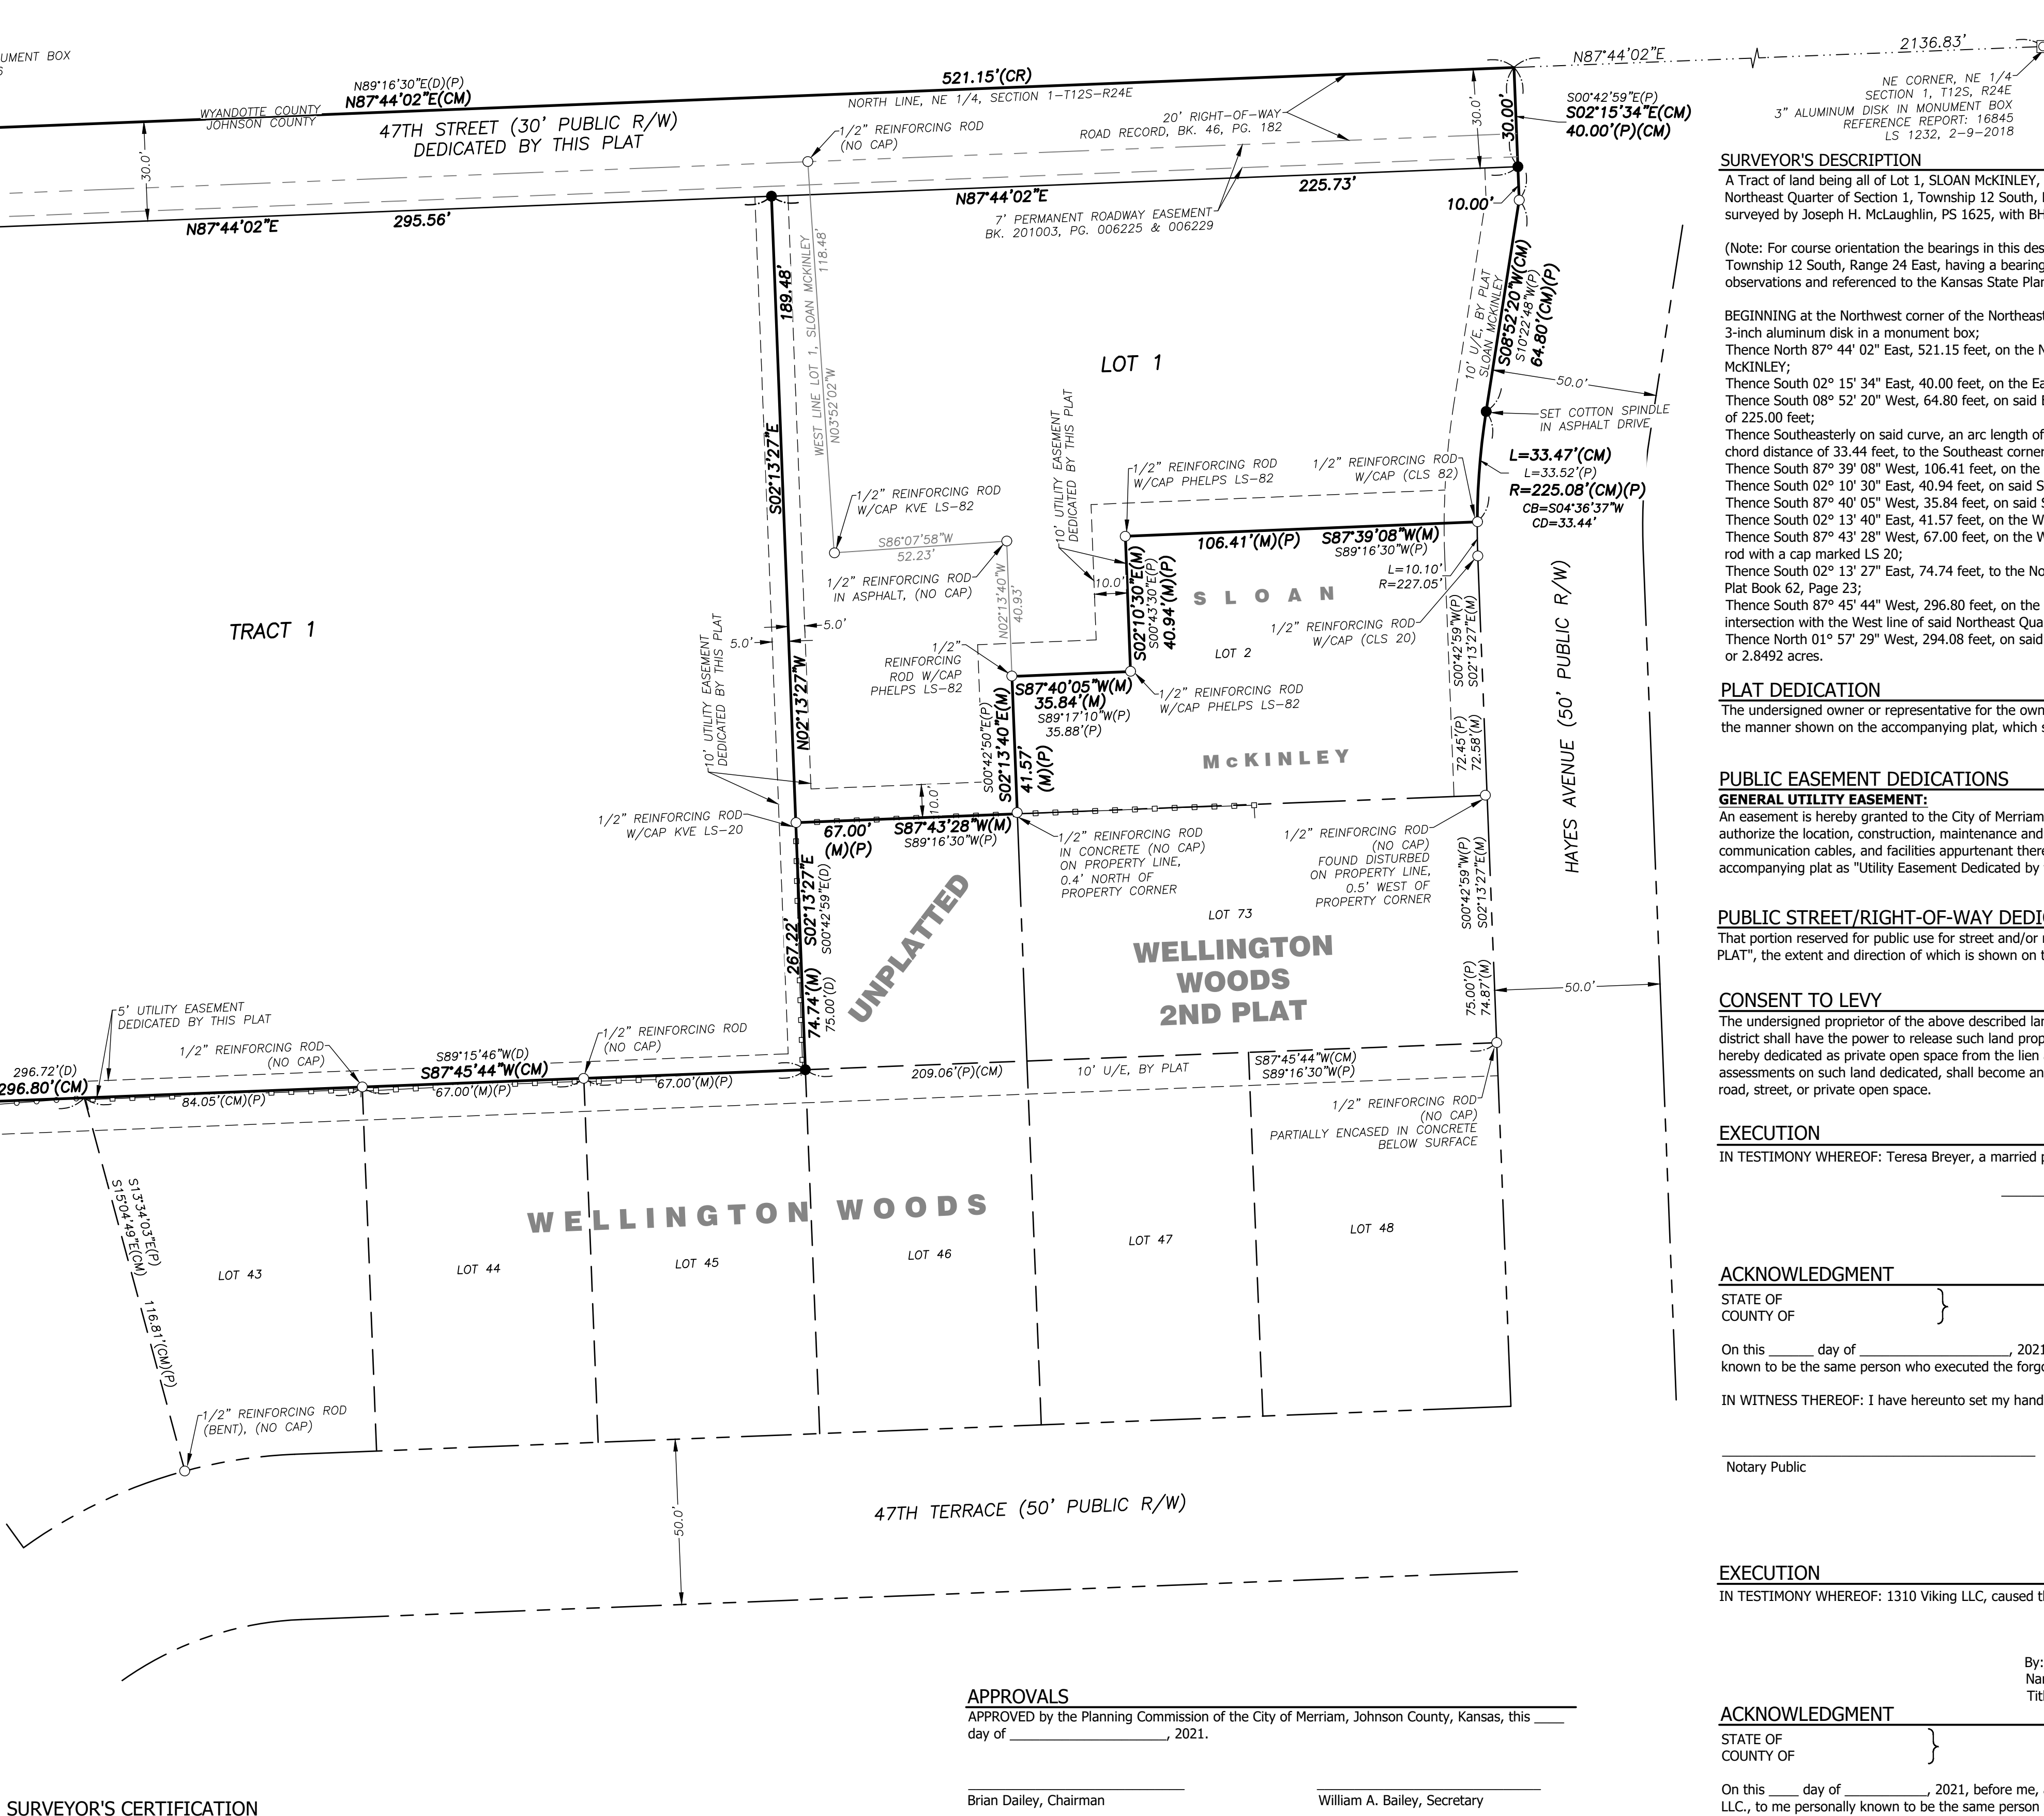 UMENT BOX
N89°16'30"E(D)(P)
N87°44'02"E(CM)
WYANDOTTE COUNTY
JOHNSON COUNTY
521.15'(CR)
NORTH LINE, NE 1/4, SECTION 1-T12S-R24E
47TH STREET (30' PUBLIC R/W)
DEDICATED BY THIS PLAT
30.0'
1/2" REINFORCING ROD
(NO CAP)
20' RIGHT-OF-WAY
ROAD RECORD, BK. 46, PG. 182
30.0'
30.00'
S00°42'59"E(P)
S02°15'34"E(CM)
40.00'(P)(CM)
N87°44'02"E
2136.83'
NE CORNER, NE 1/4
SECTION 1, T12S, R24E
3" ALUMINUM DISK IN MONUMENT BOX
REFERENCE REPORT: 16845
LS 1232, 2-9-2018
N87°44'02"E
295.56'
N87°44'02"E
225.73'
7' PERMANENT ROADWAY EASEMENT
BK. 201003, PG. 006225 & 006229
10.00'
189.48'
S02°13'27"E
WEST LINE LOT 1, SLOAN MCKINLEY
118.48'
N03°52'02"W
LOT 1
10' U/E, BY PLAT
SLOAN MCKINLEY
S08°52'20"W(CM)
S10°22'48"W(P)
64.80'(CM)(P)
50.0'
SET COTTON SPINDLE
IN ASPHALT DRIVE
10' UTILITY EASEMENT
DEDICATED BY THIS PLAT
1/2" REINFORCING ROD
W/CAP KVE LS-82
1/2" REINFORCING ROD
W/CAP PHELPS LS-82
1/2" REINFORCING ROD
W/CAP (CLS 82)
L=33.47'(CM)
L=33.52'(P)
R=225.08'(CM)(P)
CB=S04°36'37"W
CD=33.44'
S86°07'58"W
52.23'
1/2" REINFORCING ROD
IN ASPHALT, (NO CAP)
N02°13'40"W
40.93'
106.41'(M)(P)
S87°39'08"W(M)
S89°16'30"W(P)
10.0'
S02°10'30"E(M)
S00°43'30"E(P)
40.94'(M)(P)
L=10.10'
R=227.05'
SLOAN
1/2" REINFORCING ROD
W/CAP (CLS 20)
LOT 2
TRACT 1
5.0'
5.0'
10' UTILITY EASEMENT
DEDICATED BY THIS PLAT
N02°13'27"W
1/2"
REINFORCING
ROD W/CAP
PHELPS LS-82
S87°40'05"W(M)
35.84'(M)
S89°17'10"W(P)
35.88'(P)
1/2" REINFORCING ROD
W/CAP PHELPS LS-82
S00°42'50"E(P)
S02°13'40"E(M)
41.57'
(M)(P)
McKINLEY
S00°42'59"W(P)
S02°13'27"E(M)
72.45'(P)
72.58'(M)
HAYES AVENUE (50' PUBLIC R/W)
10.0'
1/2" REINFORCING ROD
W/CAP KVE LS-20
67.00'
(M)(P)
S87°43'28"W(M)
S89°16'30"W(P)
1/2" REINFORCING ROD
IN CONCRETE (NO CAP)
ON PROPERTY LINE,
0.4' NORTH OF
PROPERTY CORNER
1/2" REINFORCING ROD
(NO CAP)
FOUND DISTURBED
ON PROPERTY LINE,
0.5' WEST OF
PROPERTY CORNER
S00°42'59"W(P)
S02°13'27"E(M)
267.22'
S02°13'27"E
S00°42'59"E(D)
74.74'(M)
75.00'(D)
UNPLATTED
LOT 73
WELLINGTON
WOODS
2ND PLAT
75.00'(P)
74.87'(M)
50.0'
5' UTILITY EASEMENT
DEDICATED BY THIS PLAT
1/2" REINFORCING ROD
(NO CAP)
S89°15'46"W(D)
S87°45'44"W(CM)
1/2" REINFORCING ROD
(NO CAP)
296.72'(D)
296.80'(CM)
84.05'(CM)(P)
67.00'(M)(P)
67.00'(M)(P)
209.06'(P)(CM)
10' U/E, BY PLAT
S87°45'44"W(CM)
S89°16'30"W(P)
1/2" REINFORCING ROD
(NO CAP)
PARTIALLY ENCASED IN CONCRETE
BELOW SURFACE
S13°34'03"E(P)
S15°04'49"E(CM)
116.81'(CM)(P)
WELLINGTON WOODS
LOT 43
LOT 44
LOT 45
LOT 46
LOT 47
LOT 48
1/2" REINFORCING ROD
(BENT), (NO CAP)
50.0'
47TH TERRACE (50' PUBLIC R/W)
APPROVALS
APPROVED by the Planning Commission of the City of Merriam, Johnson County, Kansas, this ____
day of ____________________, 2021.
Brian Dailey, Chairman
William A. Bailey, Secretary
SURVEYOR'S CERTIFICATION
SURVEYOR'S DESCRIPTION
A Tract of land being all of Lot 1, SLOAN McKINLEY,
Northeast Quarter of Section 1, Township 12 South,
surveyed by Joseph H. McLaughlin, PS 1625, with BH
(Note: For course orientation the bearings in this des
Township 12 South, Range 24 East, having a bearing
observations and referenced to the Kansas State Plan
BEGINNING at the Northwest corner of the Northeast
3-inch aluminum disk in a monument box;
Thence North 87° 44' 02" East, 521.15 feet, on the N
McKINLEY;
Thence South 02° 15' 34" East, 40.00 feet, on the Ea
Thence South 08° 52' 20" West, 64.80 feet, on said E
of 225.00 feet;
Thence Southeasterly on said curve, an arc length of
chord distance of 33.44 feet, to the Southeast corner
Thence South 87° 39' 08" West, 106.41 feet, on the
Thence South 02° 10' 30" East, 40.94 feet, on said S
Thence South 87° 40' 05" West, 35.84 feet, on said S
Thence South 02° 13' 40" East, 41.57 feet, on the W
Thence South 87° 43' 28" West, 67.00 feet, on the W
rod with a cap marked LS 20;
Thence South 02° 13' 27" East, 74.74 feet, to the No
Plat Book 62, Page 23;
Thence South 87° 45' 44" West, 296.80 feet, on the
intersection with the West line of said Northeast Qua
Thence North 01° 57' 29" West, 294.08 feet, on said
or 2.8492 acres.
PLAT DEDICATION
The undersigned owner or representative for the own
the manner shown on the accompanying plat, which s
PUBLIC EASEMENT DEDICATIONS
GENERAL UTILITY EASEMENT:
An easement is hereby granted to the City of Merriam
authorize the location, construction, maintenance and
communication cables, and facilities appurtenant there
accompanying plat as "Utility Easement Dedicated by
PUBLIC STREET/RIGHT-OF-WAY DEDI
That portion reserved for public use for street and/or
PLAT", the extent and direction of which is shown on t
CONSENT TO LEVY
The undersigned proprietor of the above described lan
district shall have the power to release such land prop
hereby dedicated as private open space from the lien
assessments on such land dedicated, shall become an
road, street, or private open space.
EXECUTION
IN TESTIMONY WHEREOF: Teresa Breyer, a married p
ACKNOWLEDGMENT
STATE OF
COUNTY OF
On this ______ day of ____________________, 2021
known to be the same person who executed the forgo
IN WITNESS THEREOF: I have hereunto set my hand
Notary Public
EXECUTION
IN TESTIMONY WHEREOF: 1310 Viking LLC, caused th
By:
Nar
Titl
ACKNOWLEDGMENT
STATE OF
COUNTY OF
On this ____ day of ___________, 2021, before me,
LLC., to me personally known to be the same person